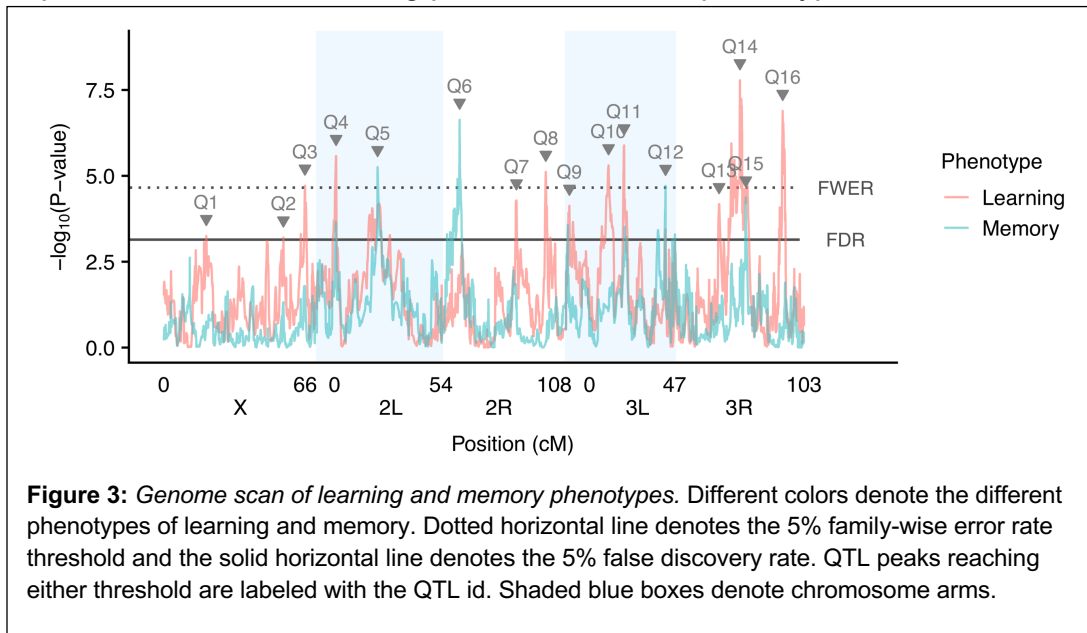 Q14
Q16
Q6
Q11
Q4
Q10
Q5
Q8
Q3
Q12
Q7
Q9
Q13
Q15
Q1
Q2
7.5
5.0
2.5
0.0
−log10(P−value)
FWER
FDR
Phenotype
Learning
Memory
0 66 0 54 108 0 47 103
X 2L 2R 3L 3R
Position (cM)
Figure 3: Genome scan of learning and memory phenotypes. Different colors denote the different
phenotypes of learning and memory. Dotted horizontal line denotes the 5% family-wise error rate
threshold and the solid horizontal line denotes the 5% false discovery rate. QTL peaks reaching
either threshold are labeled with the QTL id. Shaded blue boxes denote chromosome arms.